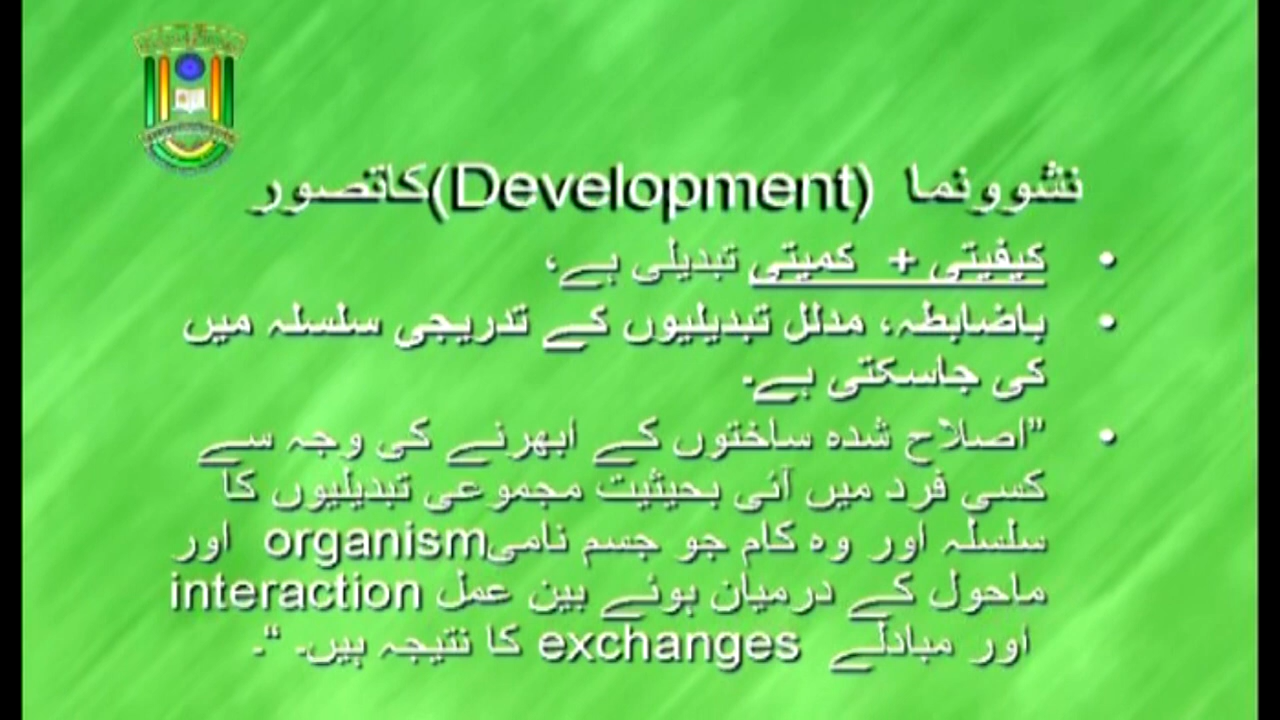 نشوونما (Development)کاتصور
• کیفیتی + کمیتی تبدیلی ہے،
• باضابطہ، مدلل تبدیلیوں کے تدریجی سلسلہ میں
کی جاسکتی ہے۔
• ”اصلاح شدہ ساختوں کے ابھرنے کی وجہ سے
کسی فرد میں آئی بحیثیت مجموعی تبدیلیوں کا
سلسلہ اور وہ کام جو جسم نامیorganism اور
ماحول کے درمیان ہونے بین عمل interaction
اور مبادلے exchanges کا نتیجہ ہیں۔ “۔